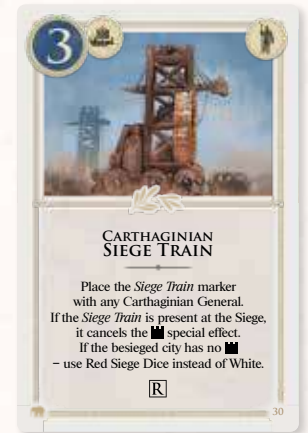 3
CARTHAGINIAN
SIEGE TRAIN
Place the Siege Train marker
with any Carthaginian General.
If the Siege Train is present at the Siege,
it cancels the special effect.
If the besieged city has no
– use Red Siege Dice instead of White.
R
30